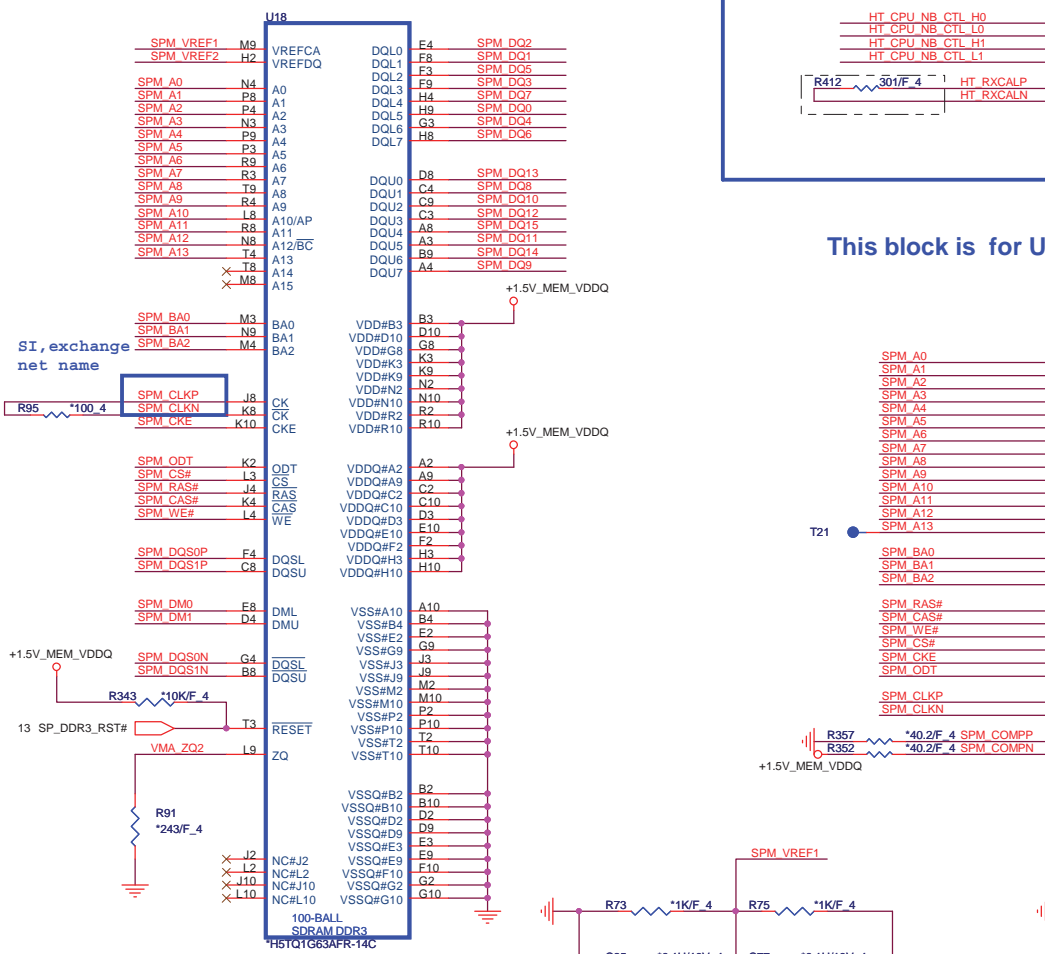 U18
SPM_VREF1 M9 VREFCA
SPM_VREF2 H2 VREFDQ
SPM_A0 N4 A0
SPM_A1 P8 A1
SPM_A2 P4 A2
SPM_A3 N3 A3
SPM_A4 P9 A4
SPM_A5 P3 A5
SPM_A6 R9 A6
SPM_A7 R3 A7
SPM_A8 T9 A8
SPM_A9 R4 A9
SPM_A10 L8 A10/AP
SPM_A11 R8 A11
SPM_A12 N8 A12/BC
SPM_A13 T4 A13
T8 A14
M8 A15
SPM_BA0 M3 BA0
SPM_BA1 N9 BA1
SPM_BA2 M4 BA2
SI,exchange
net name
SPM_CLKP J8 CK
R95 *100_4 SPM_CLKN K8 CK
SPM_CKE K10 CKE
SPM_ODT K2 ODT
SPM_CS# L3 CS
SPM_RAS# J4 RAS
SPM_CAS# K4 CAS
SPM_WE# L4 WE
SPM_DQS0P F4 DQSL
SPM_DQS1P C8 DQSU
SPM_DM0 E8 DML
SPM_DM1 D4 DMU
+1.5V_MEM_VDDQ
SPM_DQS0N G4 DQSL
SPM_DQS1N B8 DQSU
R343 *10K/F_4
13 SP_DDR3_RST# T3 RESET
VMA_ZQ2 L9 ZQ
R91
*243/F_4
J2 NC#J2
L2 NC#L2
J10 NC#J10
L10 NC#L10
100-BALL
SDRAM DDR3
*H5TQ1G63AFR-14C
DQL0 E4 SPM_DQ2
DQL1 F8 SPM_DQ1
DQL2 F3 SPM_DQ5
DQL3 F9 SPM_DQ3
DQL4 H4 SPM_DQ7
DQL5 H9 SPM_DQ0
DQL6 G3 SPM_DQ4
DQL7 H8 SPM_DQ6
DQU0 D8 SPM_DQ13
DQU1 C4 SPM_DQ8
DQU2 C9 SPM_DQ10
DQU3 C3 SPM_DQ12
DQU4 A8 SPM_DQ15
DQU5 A3 SPM_DQ11
DQU6 B9 SPM_DQ14
DQU7 A4 SPM_DQ9
+1.5V_MEM_VDDQ
VDD#B3 B3
VDD#D10 D10
VDD#G8 G8
VDD#K3 K3
VDD#K9 K9
VDD#N2 N2
VDD#N10 N10
VDD#R2 R2
VDD#R10 R10
+1.5V_MEM_VDDQ
VDDQ#A2 A2
VDDQ#A9 A9
VDDQ#C2 C2
VDDQ#C10 C10
VDDQ#D3 D3
VDDQ#E10 E10
VDDQ#F2 F2
VDDQ#H3 H3
VDDQ#H10 H10
VSS#A10 A10
VSS#B4 B4
VSS#E2 E2
VSS#G9 G9
VSS#J3 J3
VSS#J9 J9
VSS#M2 M2
VSS#M10 M10
VSS#P2 P2
VSS#P10 P10
VSS#T2 T2
VSS#T10 T10
VSSQ#B2 B2
VSSQ#B10 B10
VSSQ#D2 D2
VSSQ#D9 D9
VSSQ#E3 E3
VSSQ#E9 E9
VSSQ#F10 F10
VSSQ#G2 G2
VSSQ#G10 G10
HT_CPU_NB_CTL_H0
HT_CPU_NB_CTL_L0
HT_CPU_NB_CTL_H1
HT_CPU_NB_CTL_L1
R412 301/F_4 HT_RXCALP
HT_RXCALN
This block is for U
SPM_A0
SPM_A1
SPM_A2
SPM_A3
SPM_A4
SPM_A5
SPM_A6
SPM_A7
SPM_A8
SPM_A9
SPM_A10
SPM_A11
SPM_A12
T21 SPM_A13
SPM_BA0
SPM_BA1
SPM_BA2
SPM_RAS#
SPM_CAS#
SPM_WE#
SPM_CS#
SPM_CKE
SPM_ODT
SPM_CLKP
SPM_CLKN
R357 *40.2/F_4 SPM_COMPP
R352 *40.2/F_4 SPM_COMPN
+1.5V_MEM_VDDQ
SPM_VREF1
R73 *1K/F_4 R75 *1K/F_4